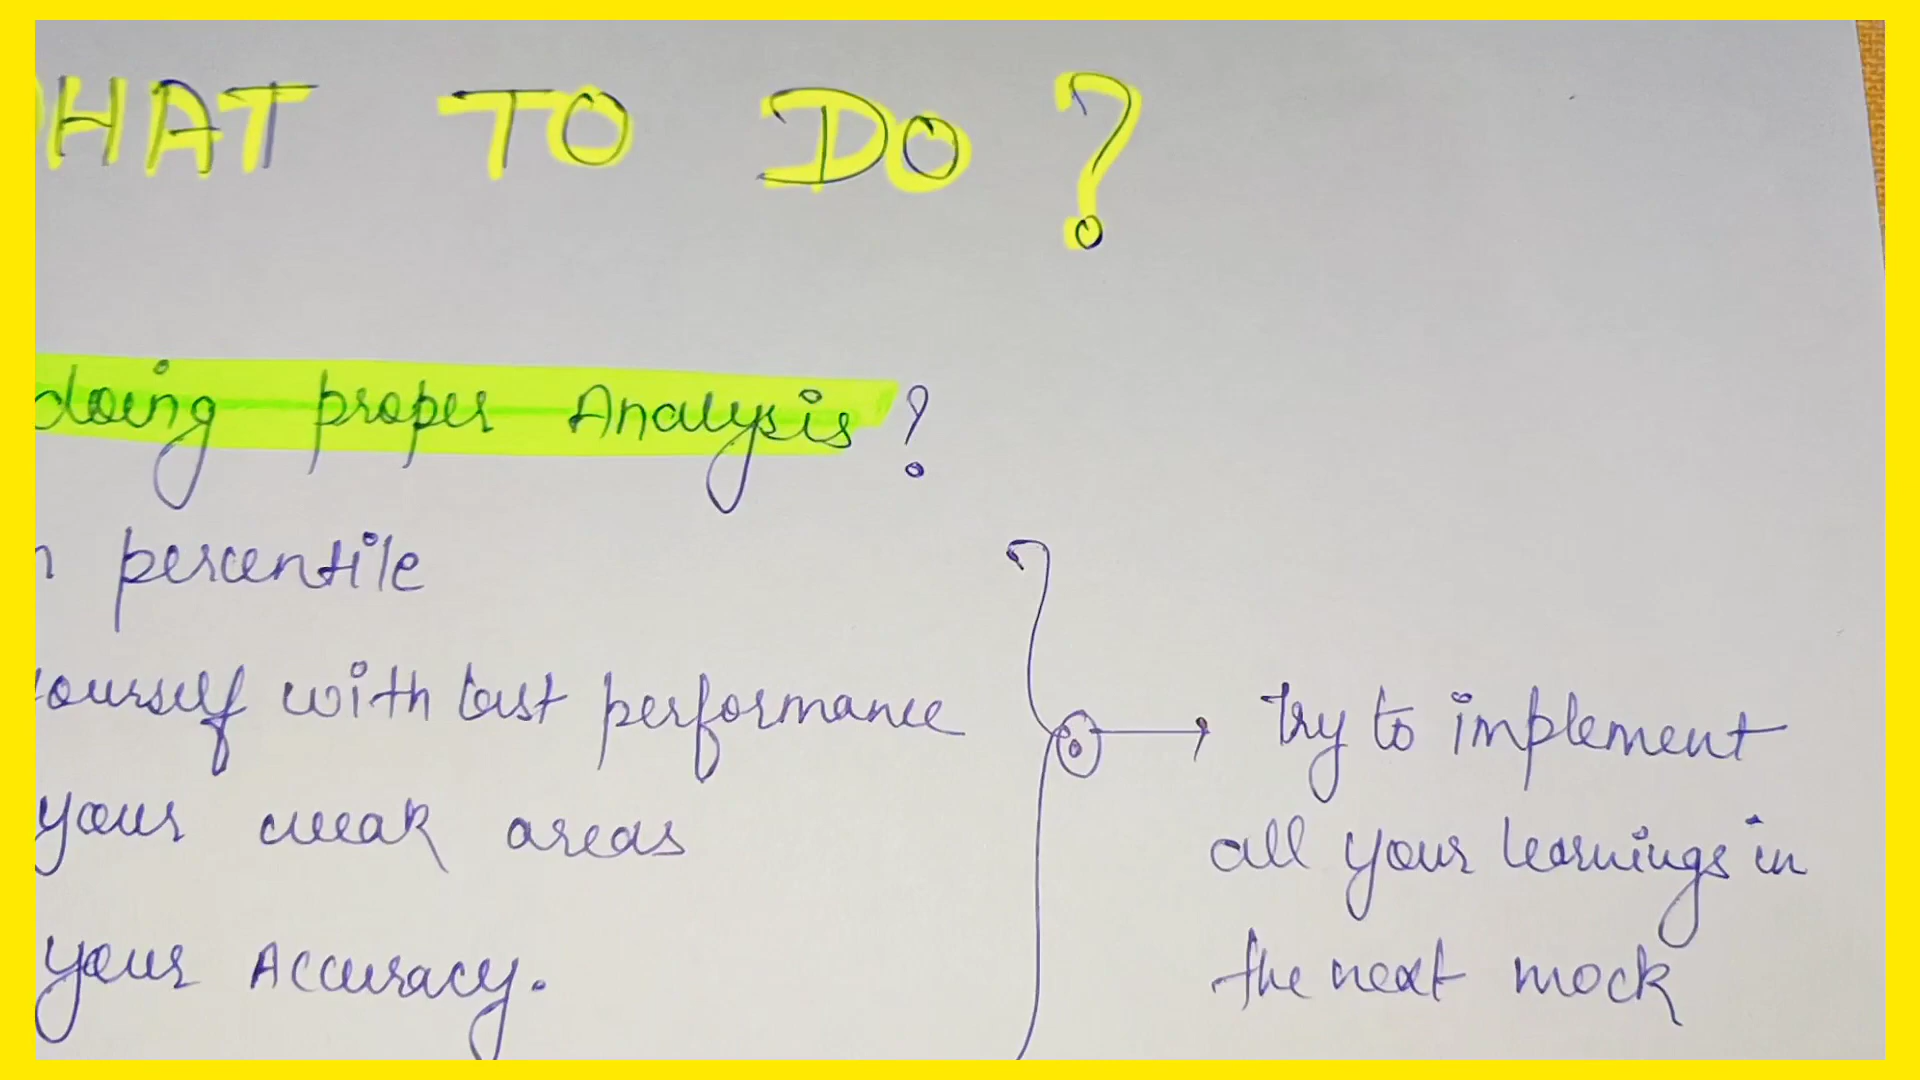 WHAT TO DO?
doing proper Analysis?
n percentile
yourself with last performance
your weak areas
your Accuracy.
try to implement
all your learnings in
the next mock